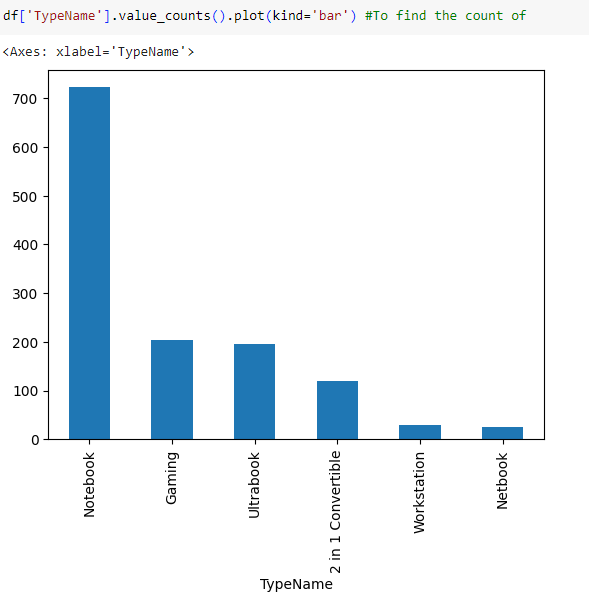 df['TypeName'].value_counts().plot(kind='bar') #To find the count of
<Axes: xlabel='TypeName'>
700
600
500
400
300
200
100
0
Notebook
Gaming
Ultrabook
2 in 1 Convertible
Workstation
Netbook
TypeName